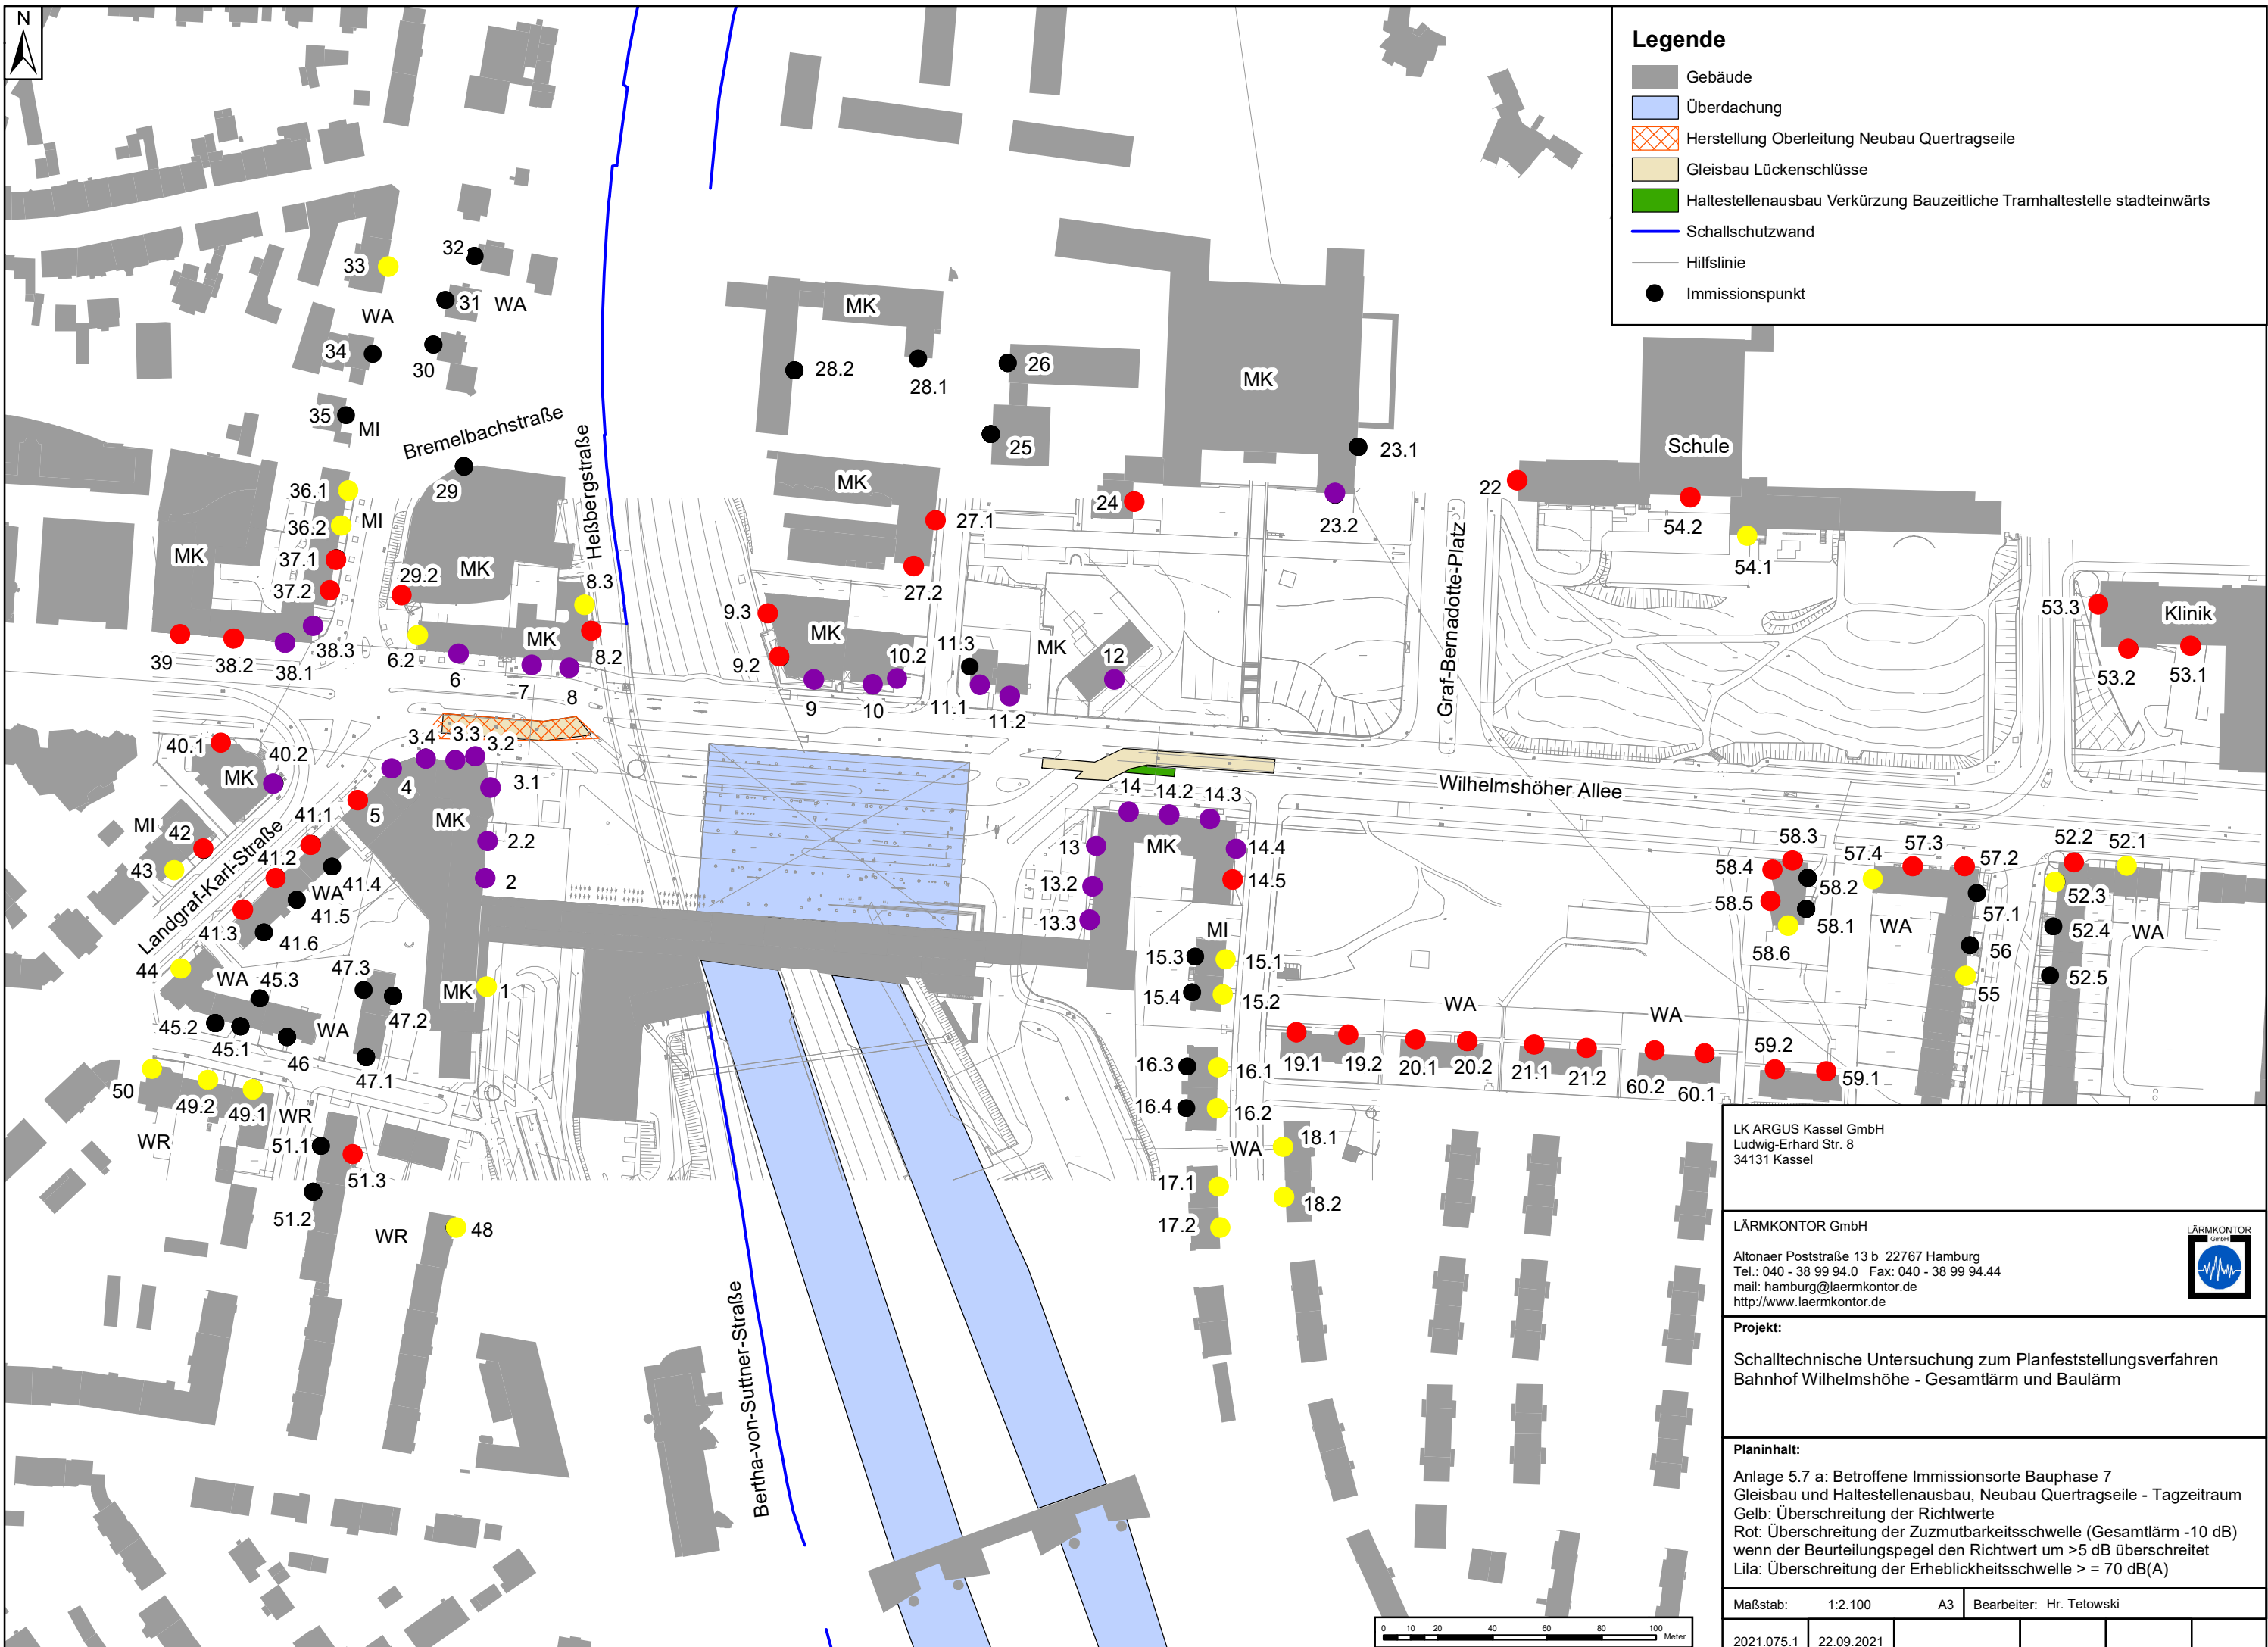 N
Legende
Gebäude
Überdachung
Herstellung Oberleitung Neubau Quertragseile
Gleisbau Lückenschlüsse
Haltestellenausbau Verkürzung Bauzeitliche Tramhaltestelle stadteinwärts
Schallschutzwand
Hilfslinie
Immissionspunkt
32
33
31
WA
WA
34
30
35
MI
Bremelbachstraße
Heßbergstraße
29
36.1
36.2
MI
37.1
37.2
MK
29.2
MK
8.3
39
38.2
38.1
38.3
6.2
6
7
MK
8
8.2
MK
28.2
28.1
26
25
MK
23.1
23.2
24
MK
27.1
27.2
9.3
9.2
MK
9
10
10.2
11.3
11.1
11.2
MK
12
Graf-Bernadotte-Platz
22
Schule
54.2
54.1
53.3
Klinik
53.2
53.1
40.1
40.2
MK
3.4
3.3
3.2
3.1
4
5
MK
2.2
2
MI
42
43
41.1
41.2
41.3
WA
41.4
41.5
41.6
Landgraf-Karl-Straße
44
WA
45.3
45.2
45.1
46
WA
47.3
47.2
47.1
MK
1
50
49.2
49.1
WR
WR
51.1
51.2
51.3
WR
48
Wilhelmshöher Allee
14
14.2
14.3
13
MK
14.4
14.5
13.2
13.3
MI
15.3
15.1
15.4
15.2
16.3
16.1
16.4
16.2
WA
18.1
18.2
17.1
17.2
19.1
19.2
WA
20.1
20.2
21.1
21.2
WA
60.2
60.1
59.2
59.1
58.3
58.4
58.2
58.5
58.1
58.6
57.4
57.3
57.2
57.1
WA
56
55
52.2
52.1
52.3
52.4
WA
52.5
Bertha-von-Suttner-Straße
LK ARGUS Kassel GmbH
Ludwig-Erhard Str. 8
34131 Kassel
LÄRMKONTOR GmbH
Altonaer Poststraße 13 b 22767 Hamburg
Tel.: 040 - 38 99 94.0 Fax: 040 - 38 99 94.44
mail: hamburg@laermkontor.de
http://www.laermkontor.de
LÄRMKONTOR
GmbH
Projekt:
Schalltechnische Untersuchung zum Planfeststellungsverfahren
Bahnhof Wilhelmshöhe - Gesamtlärm und Baulärm
Planinhalt:
Anlage 5.7 a: Betroffene Immissionsorte Bauphase 7
Gleisbau und Haltestellenausbau, Neubau Quertragseile - Tagzeitraum
Gelb: Überschreitung der Richtwerte
Rot: Überschreitung der Zuzmutbarkeitsschwelle (Gesamtlärm -10 dB)
wenn der Beurteilungspegel den Richtwert um >5 dB überschreitet
Lila: Überschreitung der Erheblickheitsschwelle > = 70 dB(A)
Maßstab: 1:2.100 A3 Bearbeiter: Hr. Tetowski
2021.075.1 22.09.2021
0 10 20 40 60 80 100
Meter